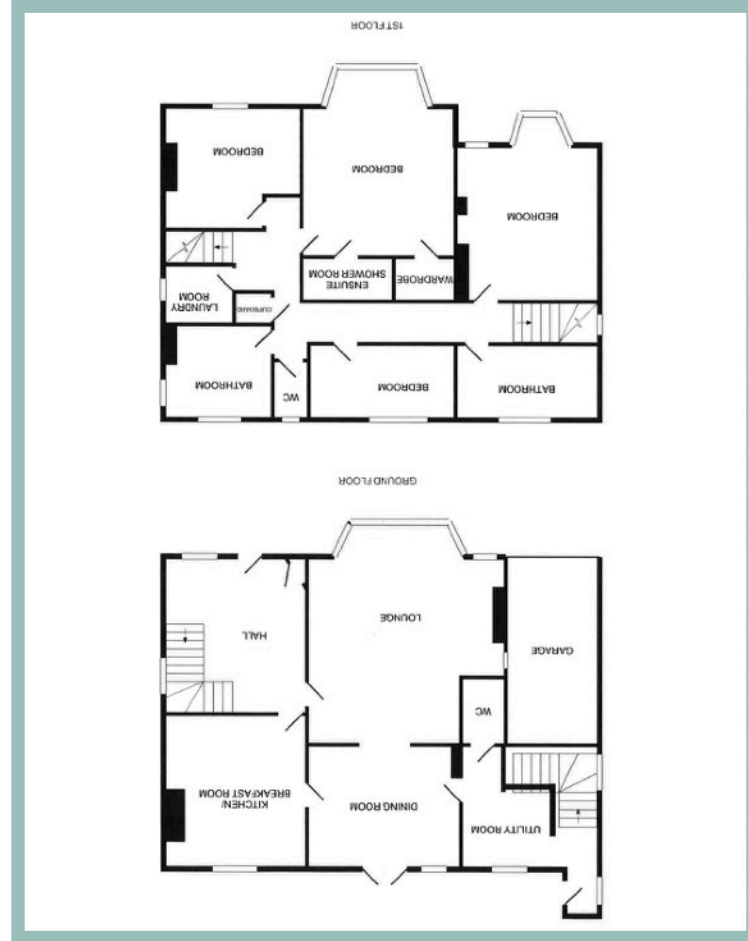 UTILITY ROOM
DINING ROOM
KITCHEN/
BREAKFAST ROOM
WC
GARAGE
LOUNGE
HALL
GROUND FLOOR
BATHROOM
BEDROOM
WC
BATHROOM
CUPBOARD
LAUNDRY
ROOM
WARDROBE
ENSUITE
SHOWER ROOM
BEDROOM
BEDROOM
BEDROOM
1ST FLOOR